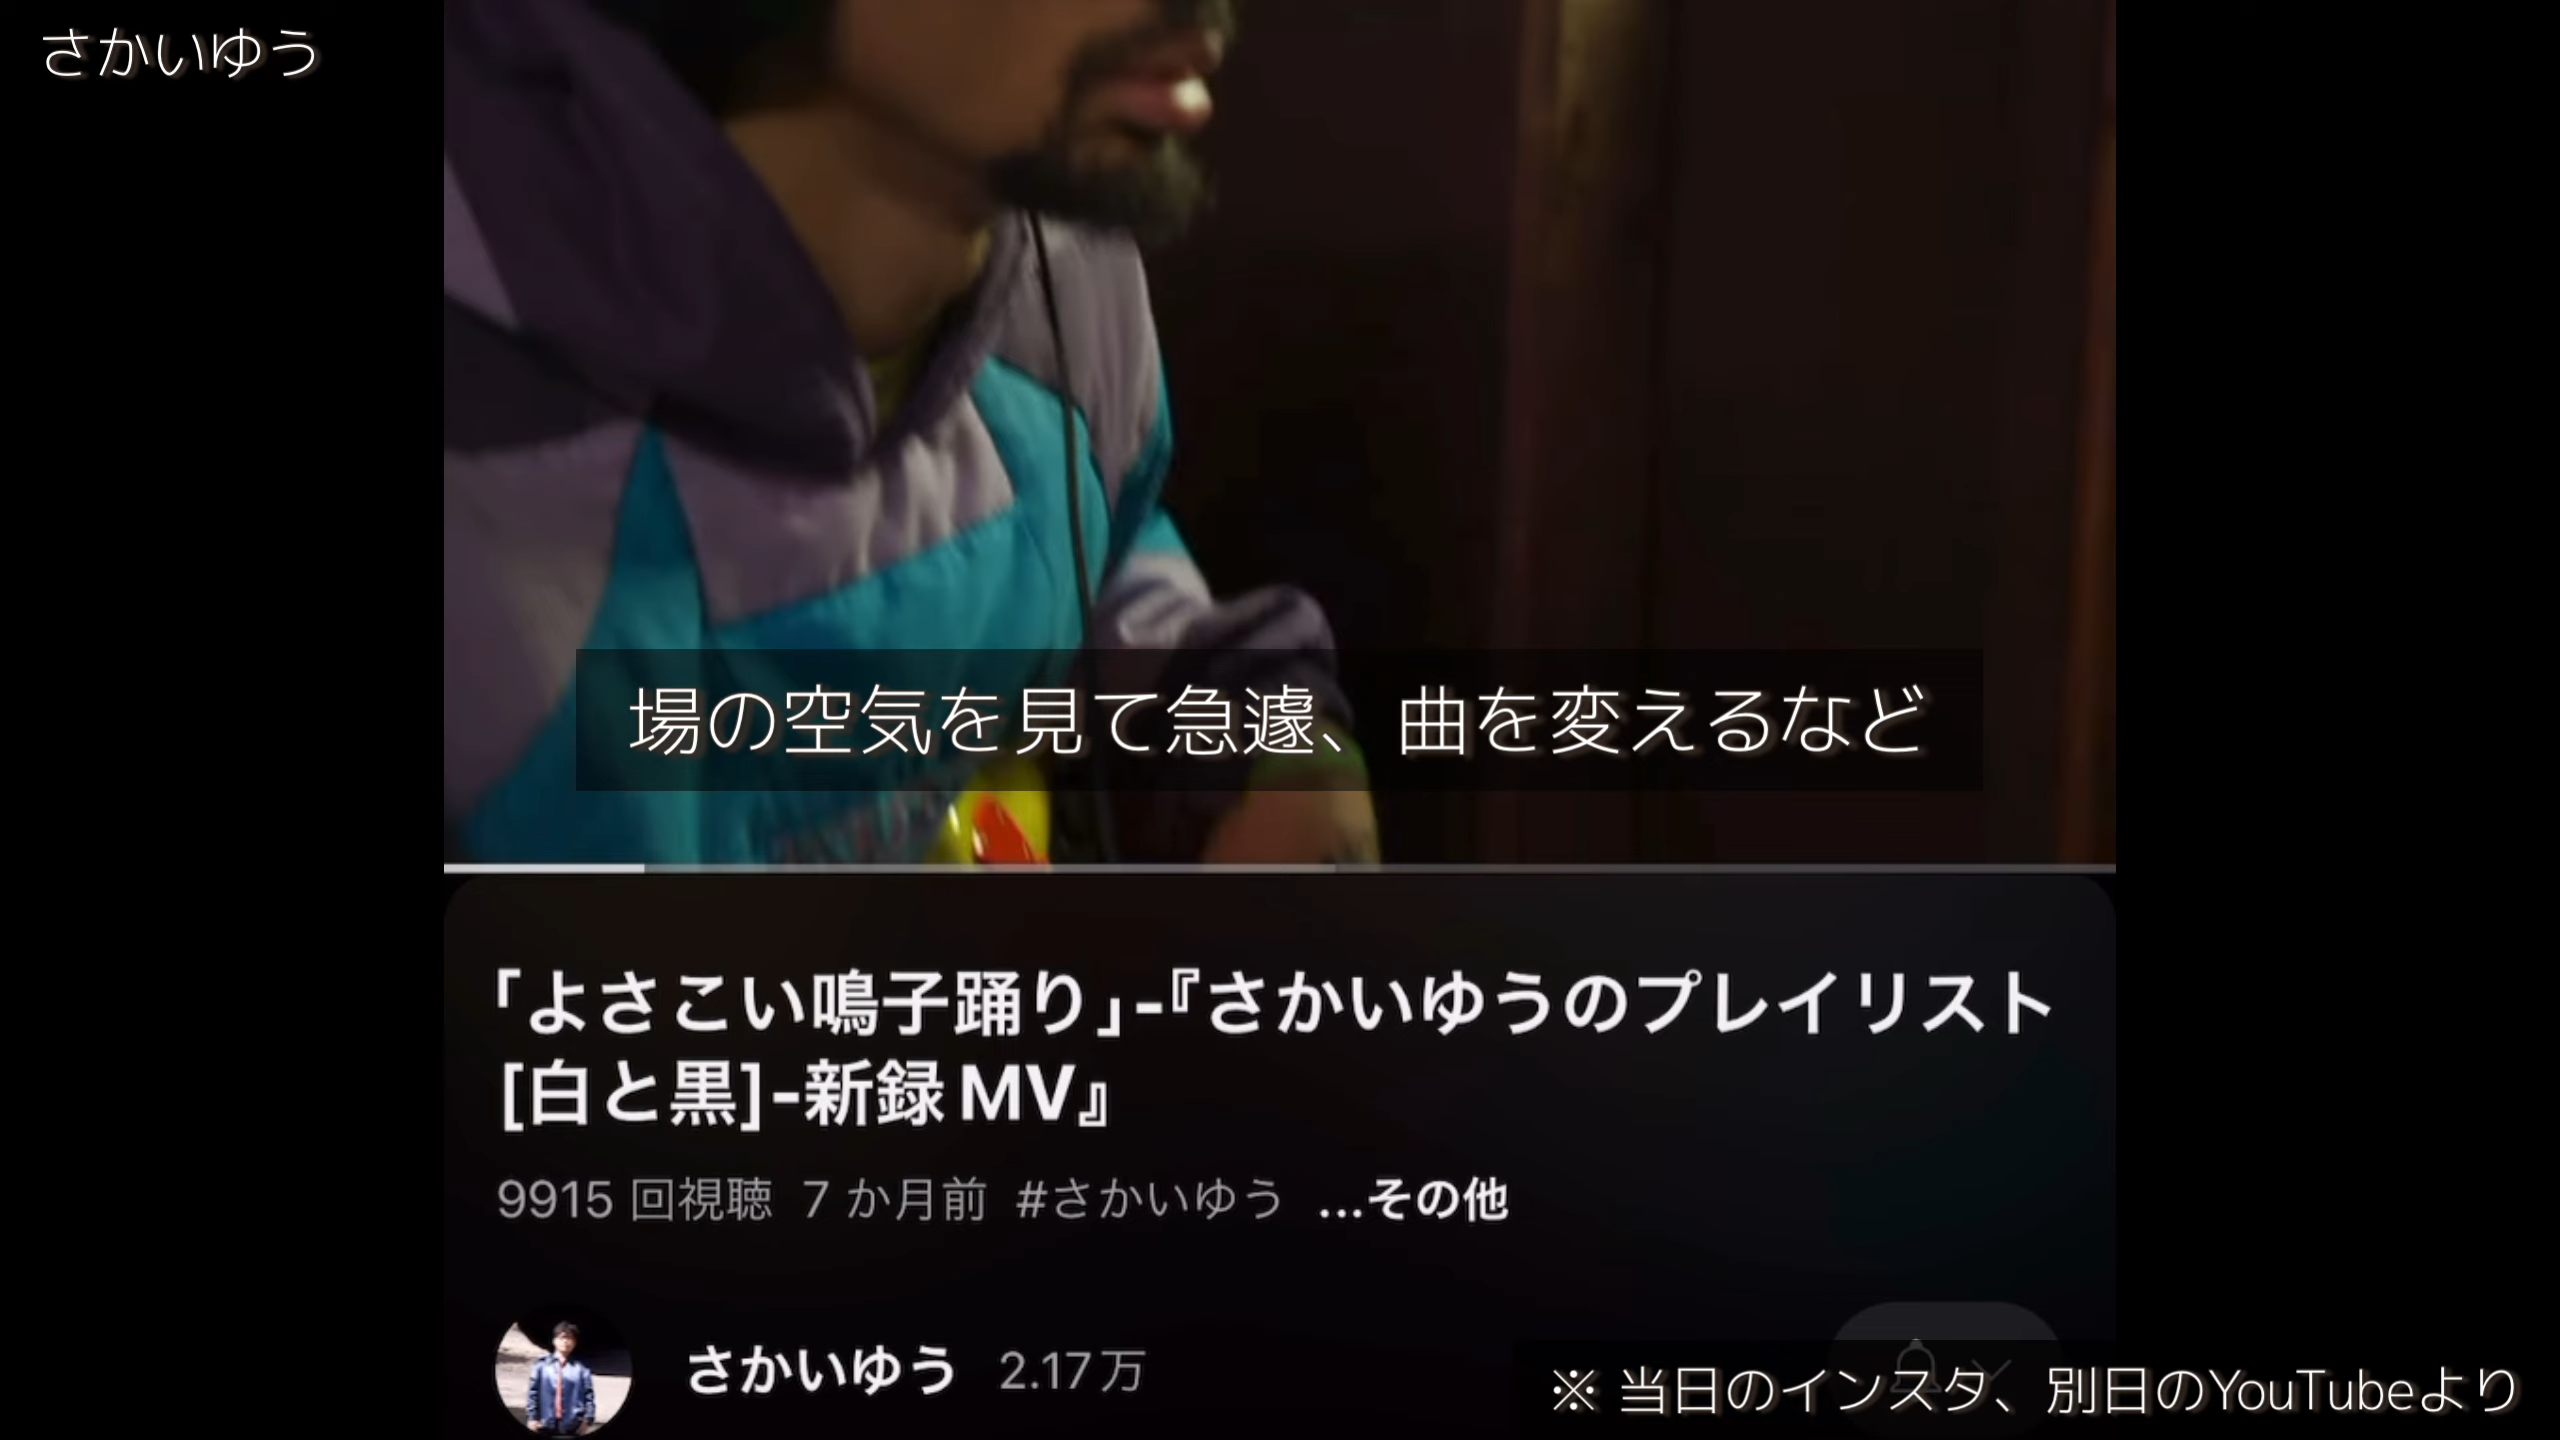 さかいゆう
場の空気を見て急遽、曲を変えるなど
「よさこい鳴子踊り」-『さかいゆうのプレイリスト
[白と黒]-新録 MV』
9915 回視聴 7 か月前 #さかいゆう ...その他
さかいゆう 2.17万
※ 当日のインスタ、別日のYouTubeより